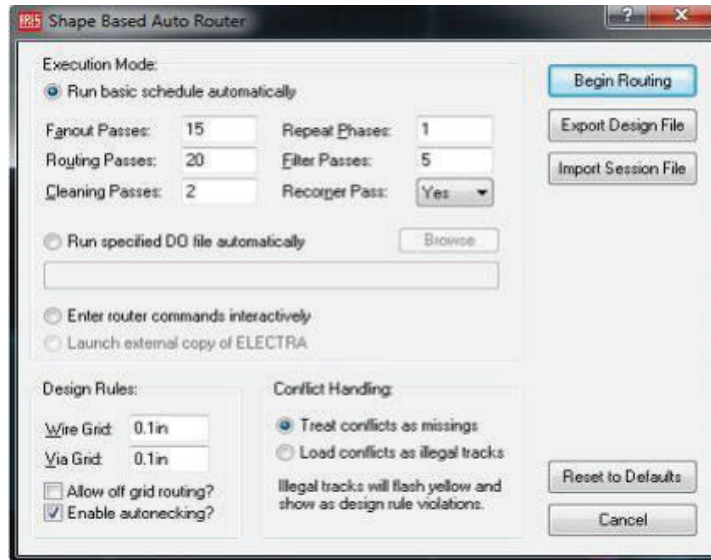 ARES Shape Based Auto Router
Execution Mode:
Run basic schedule automatically
Fanout Passes: 15 Repeat Phases: 1
Routing Passes: 20 Filter Passes: 5
Cleaning Passes: 2 Recorner Pass: Yes
Run specified DO file automatically Browse
Enter router commands interactively
Launch external copy of ELECTRA
Begin Routing
Export Design File
Import Session File
Design Rules:
Wire Grid: 0.1in
Via Grid: 0.1in
Allow off grid routing?
Enable autonecking?
Conflict Handling:
Treat conflicts as missings
Load conflicts as illegal tracks
Illegal tracks will flash yellow and
show as design rule violations.
Reset to Defaults
Cancel